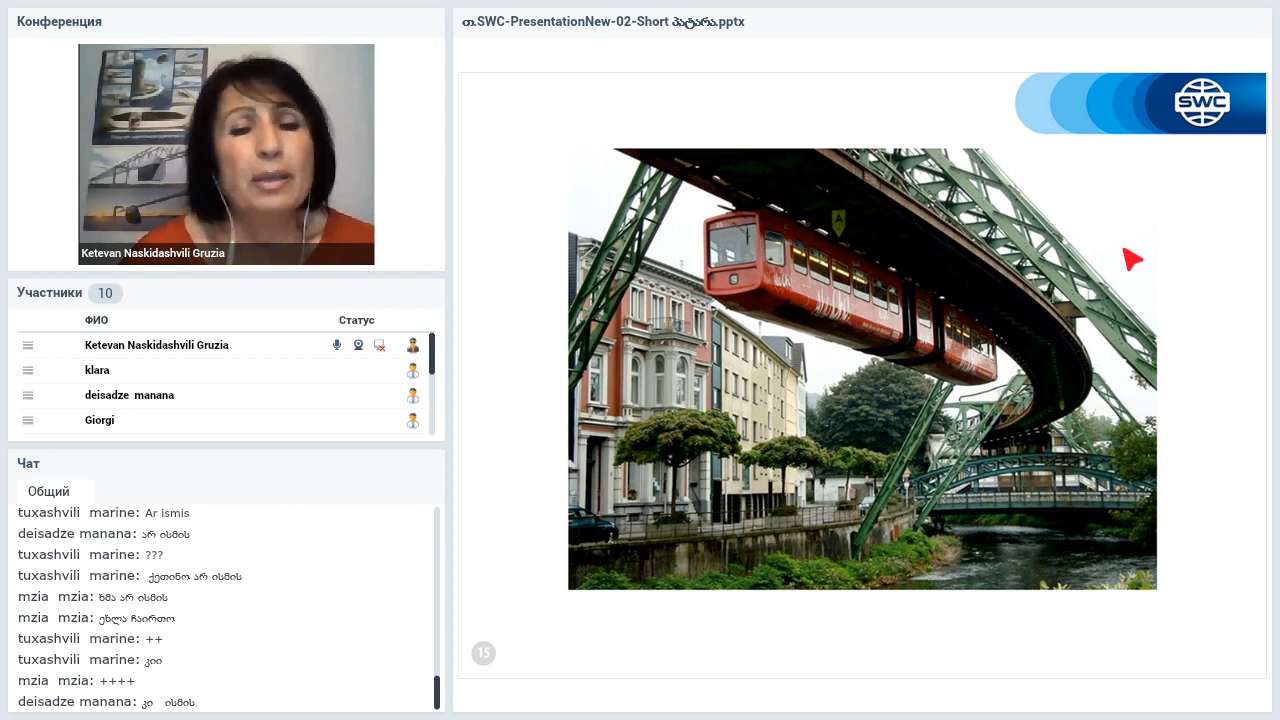 Конференция
Ketevan Naskidashvili Gruzia
Участники 10
ФИО Статус
Ketevan Naskidashvili Gruzia
klara
deisadze manana
Giorgi
Чат
Общий
tuxashvili marine: Ar ismis
deisadze manana: არ ისმის
tuxashvili marine: ???
tuxashvili marine: ქეთინო არ ისმის
mzia mzia: ხმა არ ისმის
mzia mzia: ეხლა ჩაირთო
tuxashvili marine: ++
tuxashvili marine: კიი
mzia mzia: ++++
deisadze manana: კი ისმის
თ.SWC-PresentationNew-02-Short პატარა.pptx
SWC
A
15